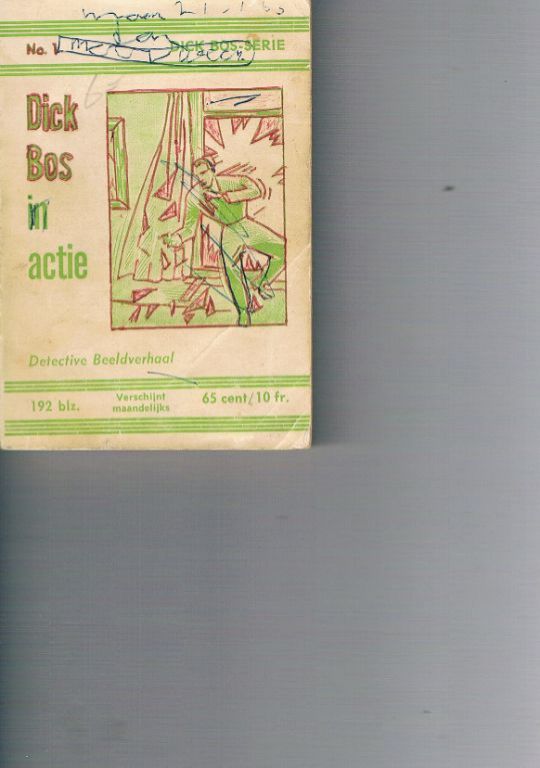 No. 1
DICK BOS-SERIE
Dick
Bos
in
actie
Detective Beeldverhaal
192 blz.
Verschijnt
maandelijks
65 cent/10 fr.